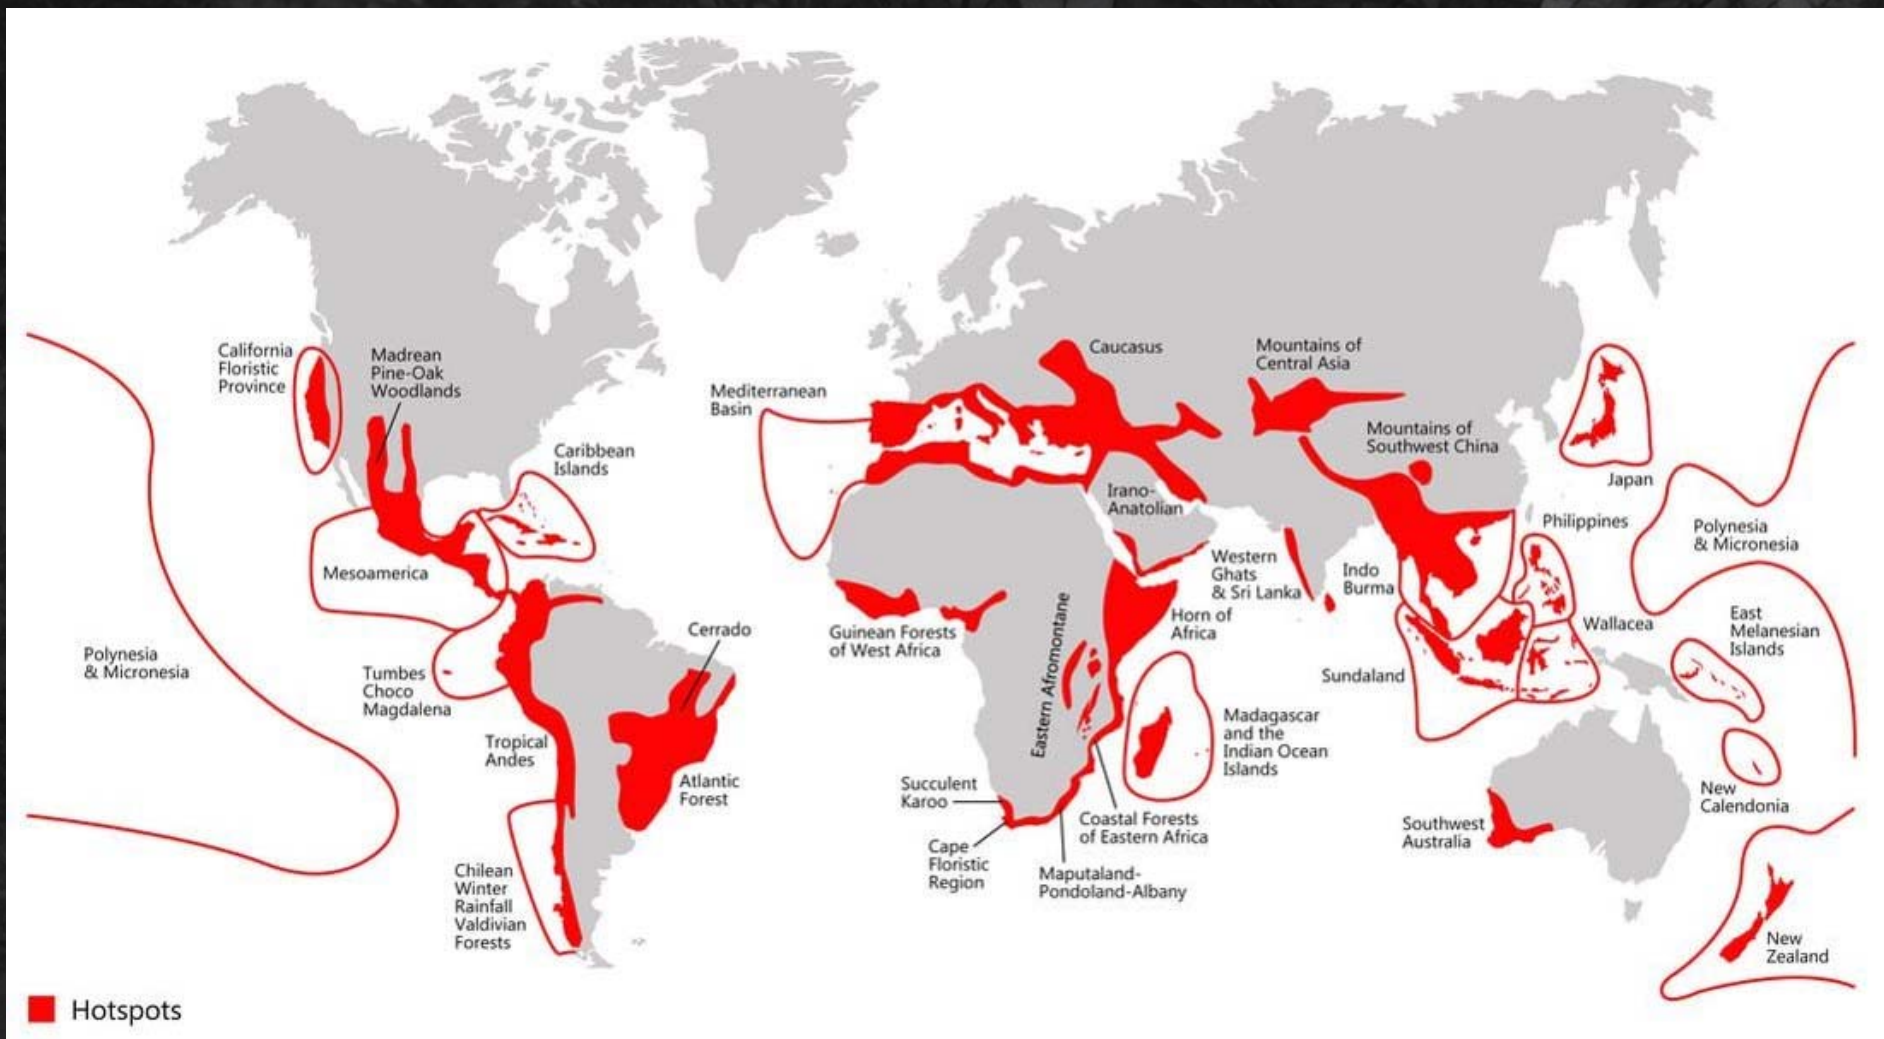 California
Floristic
Province
Madrean
Pine-Oak
Woodlands
Caribbean
Islands
Mesoamerica
Polynesia
& Micronesia
Tumbes
Choco
Magdalena
Cerrado
Tropical
Andes
Atlantic
Forest
Chilean
Winter
Rainfall
Valdivian
Forests
Mediterranean
Basin
Caucasus
Mountains of
Central Asia
Mountains of
Southwest China
Irano-
Anatolian
Guinean Forests
of West Africa
Eastern Afromontane
Horn of
Africa
Western
Ghats
& Sri Lanka
Indo
Burma
Succulent
Karoo
Cape
Floristic
Region
Maputaland-
Pondoland-Albany
Coastal Forests
of Eastern Africa
Madagascar
and the
Indian Ocean
Islands
Japan
Philippines
Polynesia
& Micronesia
Wallacea
Sundaland
East
Melanesian
Islands
New
Calendonia
Southwest
Australia
New
Zealand
Hotspots